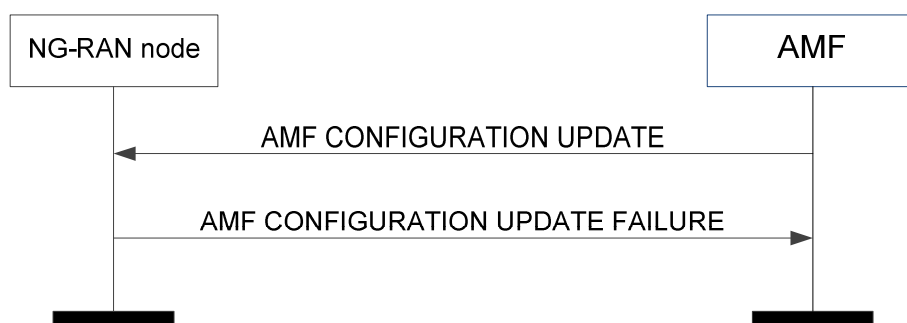 NG-RAN node
AMF
AMF CONFIGURATION UPDATE
AMF CONFIGURATION UPDATE FAILURE